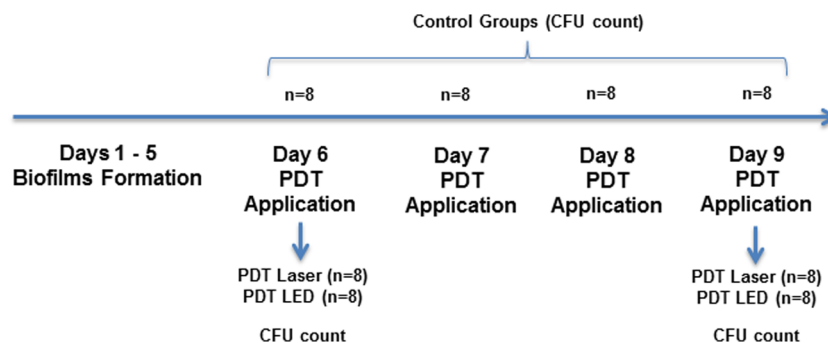 Control Groups (CFU count)
n=8 n=8 n=8 n=8
Days 1 - 5
Biofilms Formation
Day 6
PDT
Application
Day 7
PDT
Application
Day 8
PDT
Application
Day 9
PDT
Application
PDT Laser (n=8)
PDT LED (n=8)
CFU count
PDT Laser (n=8)
PDT LED (n=8)
CFU count